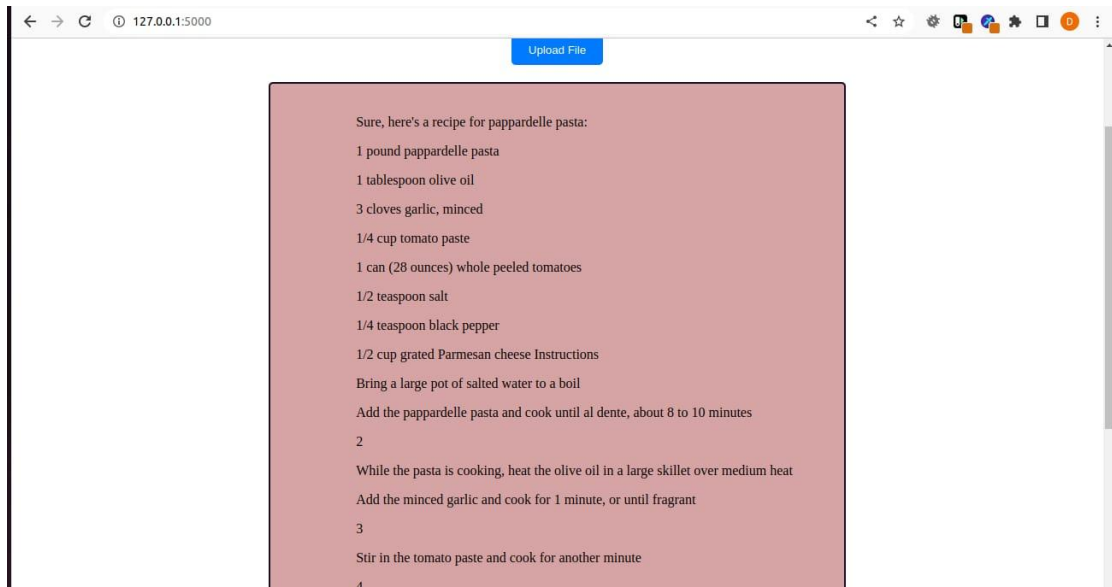 127.0.0.1:5000
D
Upload File
Sure, here's a recipe for pappardelle pasta:
1 pound pappardelle pasta
1 tablespoon olive oil
3 cloves garlic, minced
1/4 cup tomato paste
1 can (28 ounces) whole peeled tomatoes
1/2 teaspoon salt
1/4 teaspoon black pepper
1/2 cup grated Parmesan cheese Instructions
Bring a large pot of salted water to a boil
Add the pappardelle pasta and cook until al dente, about 8 to 10 minutes
2
While the pasta is cooking, heat the olive oil in a large skillet over medium heat
Add the minced garlic and cook for 1 minute, or until fragrant
3
Stir in the tomato paste and cook for another minute
4